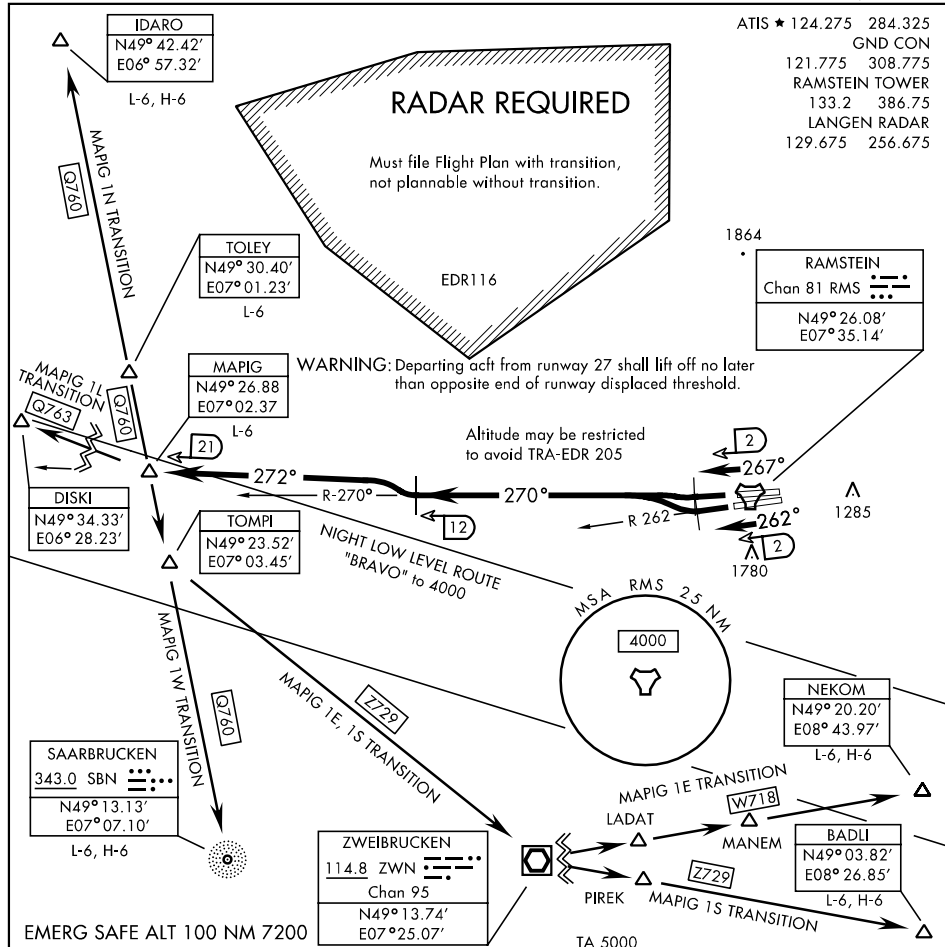 IDARO
N49° 42.42'
E06° 57.32'
L-6, H-6
ATIS ★ 124.275 284.325
GND CON
121.775 308.775
RAMSTEIN TOWER
133.2 386.75
LANGEN RADAR
129.675 256.675
RADAR REQUIRED
Must file Flight Plan with transition,
not plannable without transition.
EDR116
MAPIG 1N TRANSITION
Q760
TOLEY
N49° 30.40'
E07° 01.23'
L-6
1864
RAMSTEIN
Chan 81 RMS
N49° 26.08'
E07° 35.14'
MAPIG
N49° 26.88
E07° 02.37
L-6
WARNING: Departing acft from runway 27 shall lift off no later
than opposite end of runway displaced threshold.
MAPIG 1L
TRANSITION
Q763
Q760
21
Altitude may be restricted
to avoid TRA-EDR 205
2
267°
272°
R-270°
270°
R 262
262°
2
12
1285
1780
DISKI
N49° 34.33'
E06° 28.23'
TOMPI
N49° 23.52'
E07° 03.45'
NIGHT LOW LEVEL ROUTE
"BRAVO" to 4000
MSA RMS 25 NM
4000
MAPIG 1W TRANSITION
Q760
MAPIG 1E, 1S TRANSITION
Z729
NEKOM
N49° 20.20'
E08° 43.97'
L-6, H-6
SAARBRUCKEN
343.0 SBN
N49° 13.13'
E07° 07.10'
L-6, H-6
MAPIG 1E TRANSITION
W718
LADAT
MANEM
ZWEIBRUCKEN
114.8 ZWN
Chan 95
N49° 13.74'
E07° 25.07'
BADLI
N49° 03.82'
E08° 26.85'
L-6, H-6
PIREK
Z729
MAPIG 1S TRANSITION
EMERG SAFE ALT 100 NM 7200
TA 5000